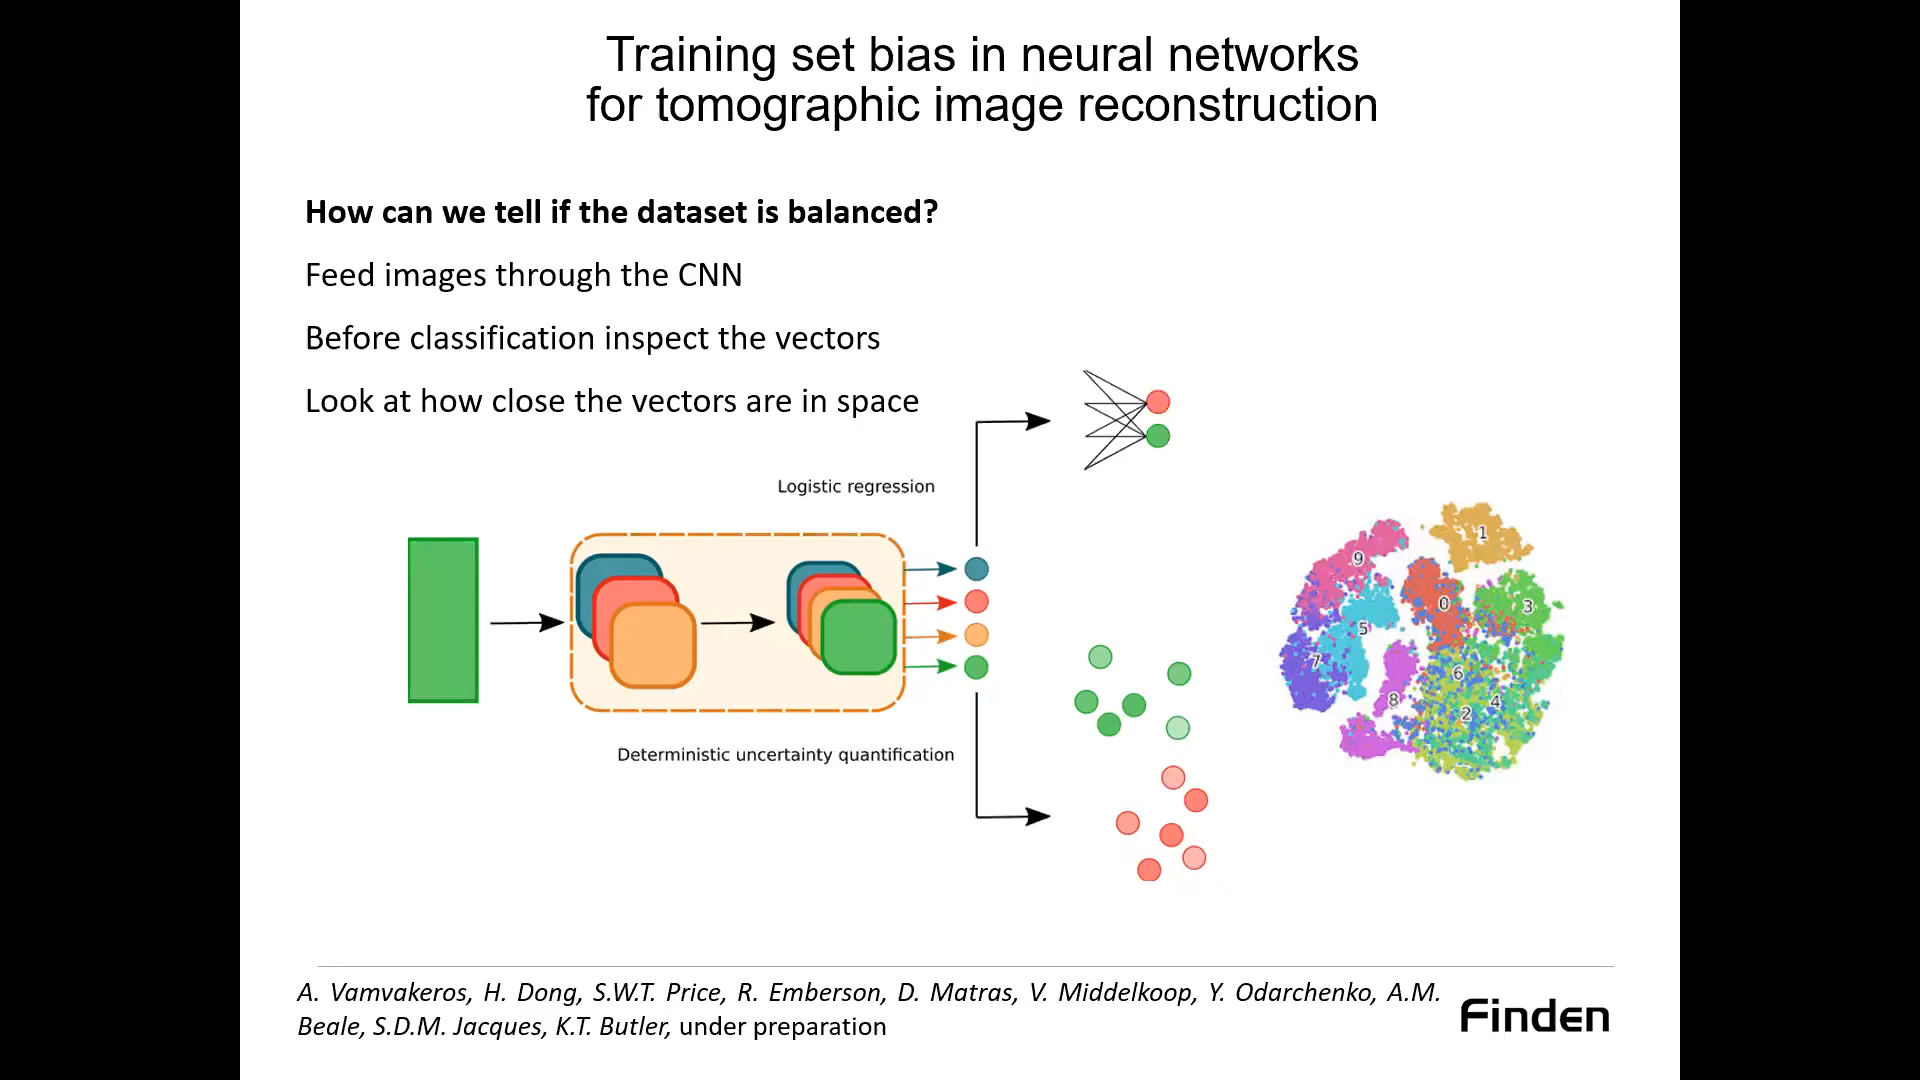 Training set bias in neural networks
for tomographic image reconstruction
How can we tell if the dataset is balanced?
Feed images through the CNN
Before classification inspect the vectors
Look at how close the vectors are in space
Logistic regression
Deterministic uncertainty quantification
1
9
0
3
5
7
6
8
4
2
A. Vamvakeros, H. Dong, S.W.T. Price, R. Emberson, D. Matras, V. Middelkoop, Y. Odarchenko, A.M.
Beale, S.D.M. Jacques, K.T. Butler, under preparation
Finden